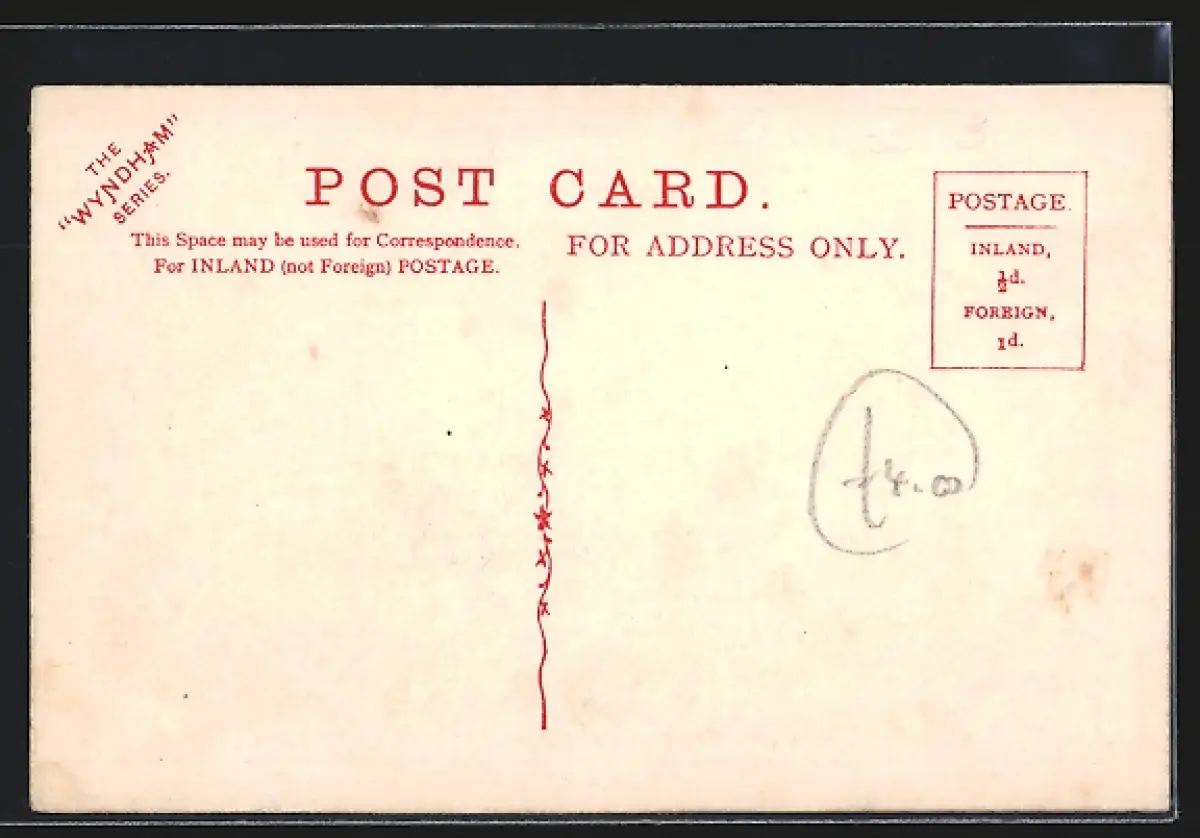 THE
"WYNDHAM"
SERIES.
POST CARD.
This Space may be used for Correspondence.
For INLAND (not Foreign) POSTAGE.
FOR ADDRESS ONLY.
POSTAGE.
INLAND,
½d.
FOREIGN,
1d.
£4.00